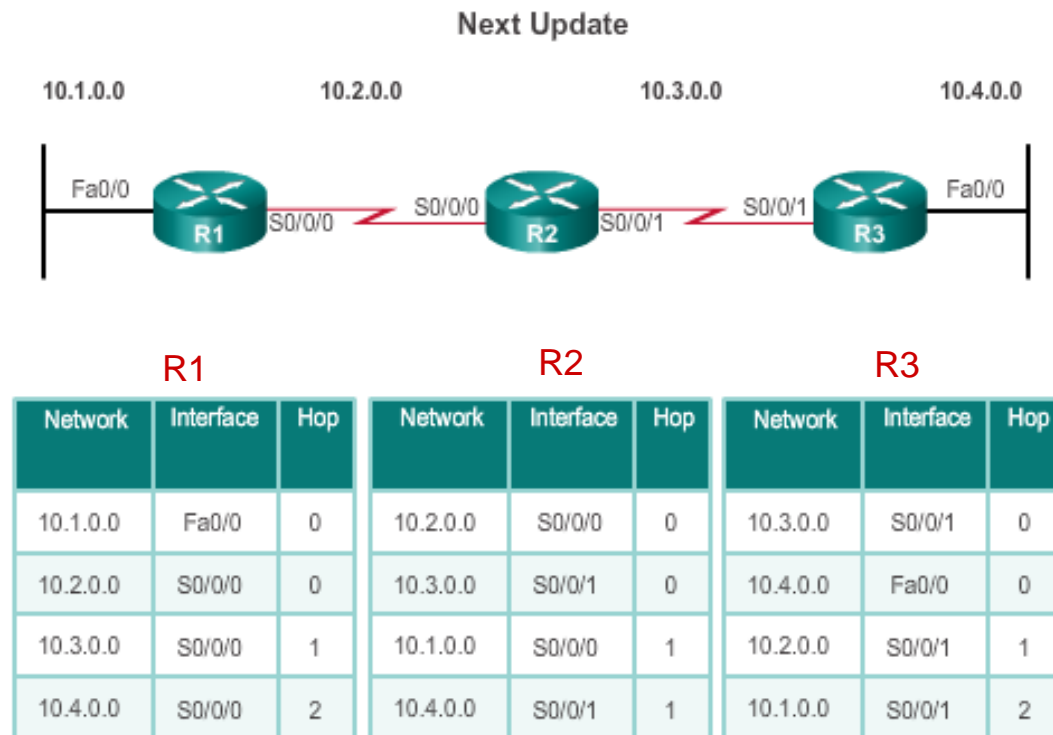 Next Update
10.1.0.0 10.2.0.0 10.3.0.0 10.4.0.0
Fa0/0 S0/0/0 S0/0/1 Fa0/0
R1 S0/0/0 R2 S0/0/1 R3
R1 R2 R3
Network Interface Hop Network Interface Hop Network Interface Hop
10.1.0.0 Fa0/0 0 10.2.0.0 S0/0/0 0 10.3.0.0 S0/0/1 0
10.2.0.0 S0/0/0 0 10.3.0.0 S0/0/1 0 10.4.0.0 Fa0/0 0
10.3.0.0 S0/0/0 1 10.1.0.0 S0/0/0 1 10.2.0.0 S0/0/1 1
10.4.0.0 S0/0/0 2 10.4.0.0 S0/0/1 1 10.1.0.0 S0/0/1 2